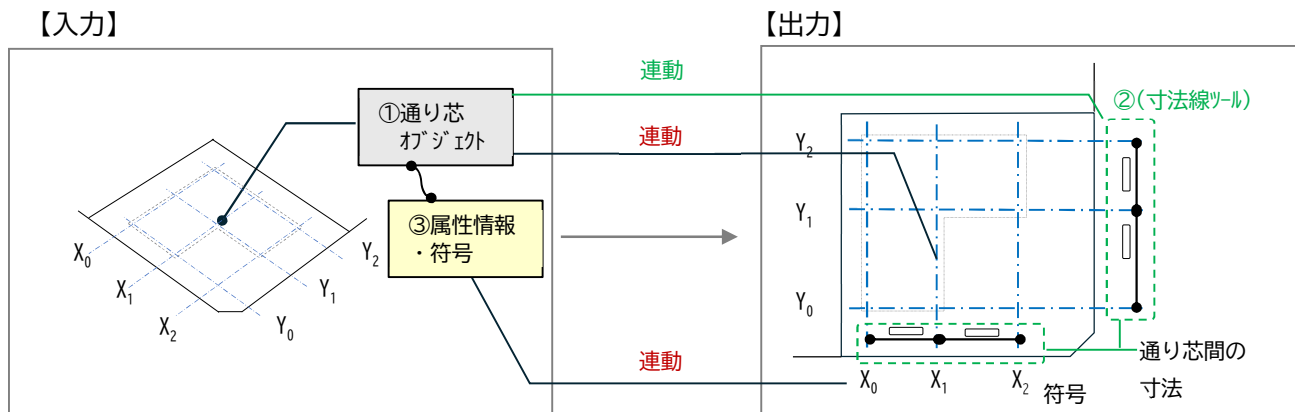 【入力】
【出力】
連動
①通り芯
オブジェクト
連動
②(寸法線ツール)
③属性情報
・符号
X0
X1
X2
Y0
Y1
Y2
Y2
Y1
Y0
連動
X0
X1
X2
符号
通り芯間の
寸法